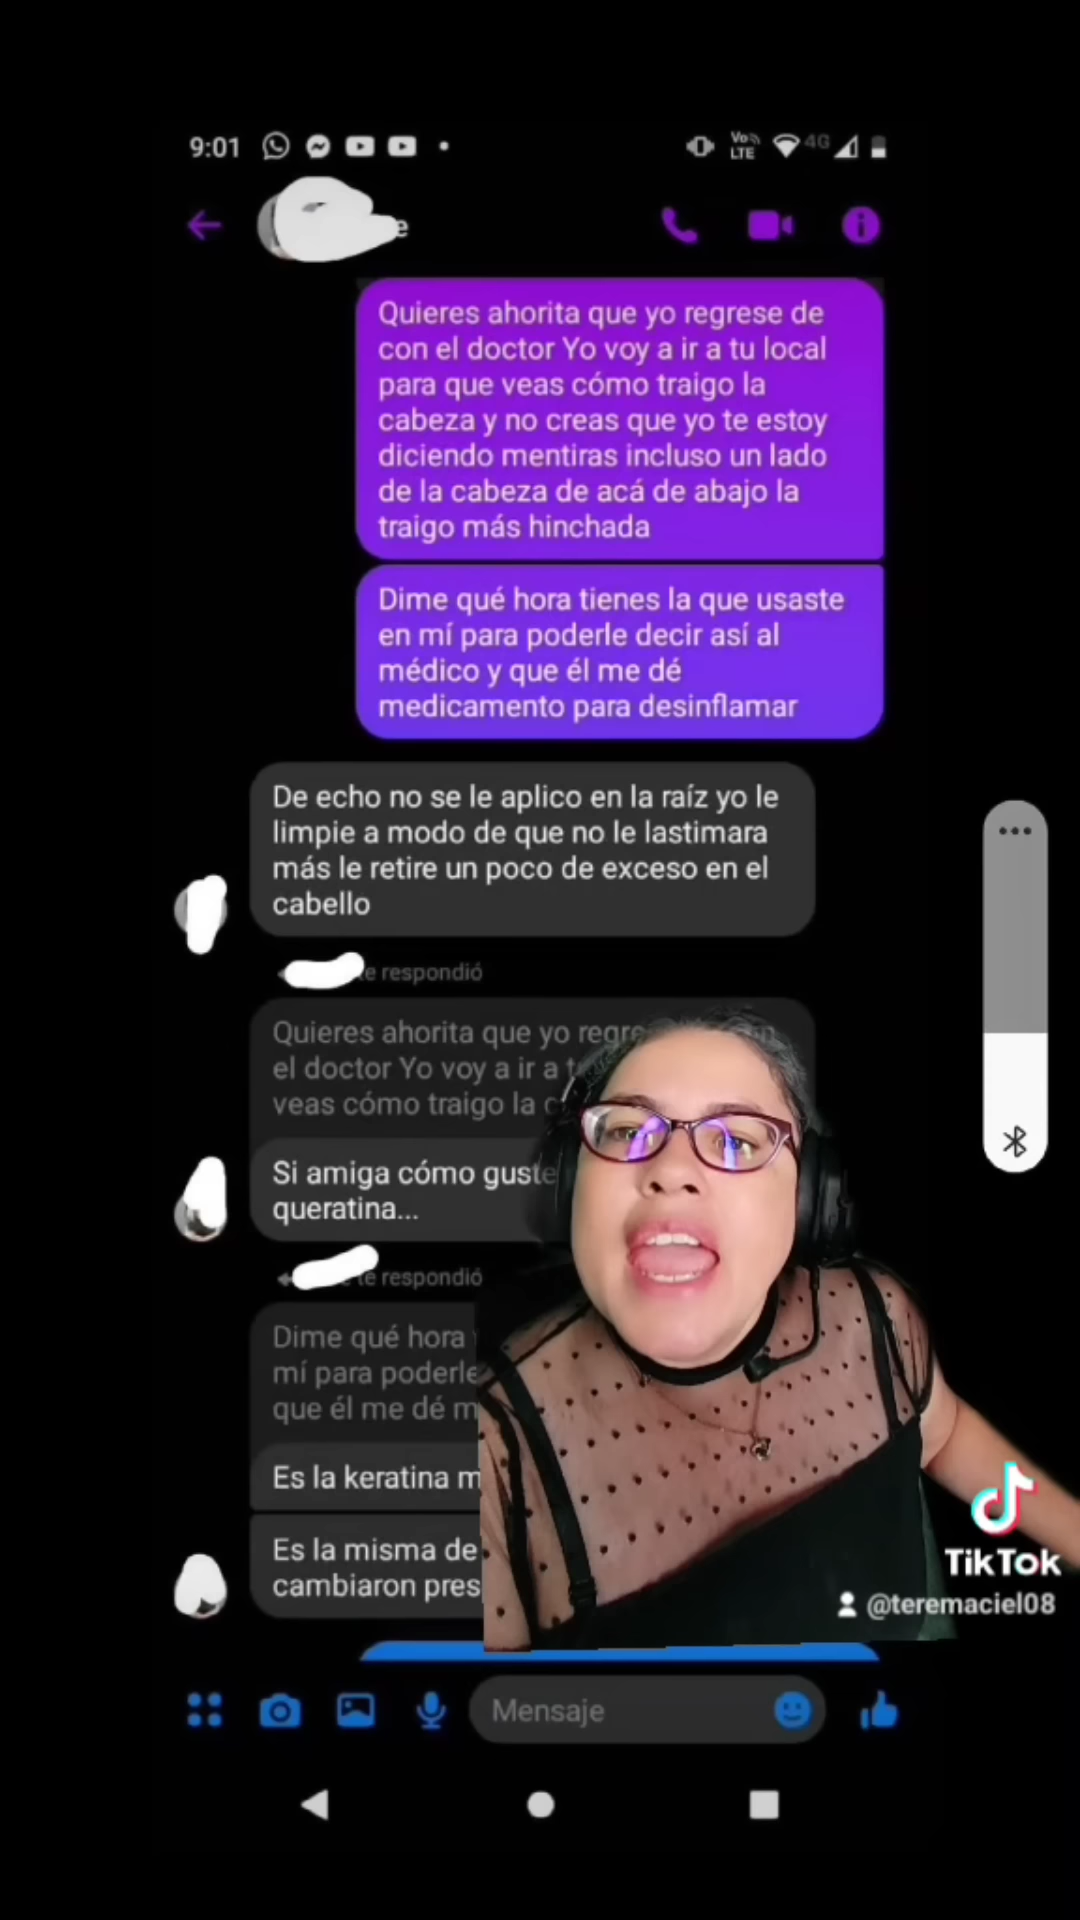 9:01
Vo
LTE
4G
e
Quieres ahorita que yo regrese de
con el doctor Yo voy a ir a tu local
para que veas cómo traigo la
cabeza y no creas que yo te estoy
diciendo mentiras incluso un lado
de la cabeza de acá de abajo la
traigo más hinchada
Dime qué hora tienes la que usaste
en mí para poderle decir así al
médico y que él me dé
medicamento para desinflamar
De echo no se le aplico en la raíz yo le
limpie a modo de que no le lastimara
más le retire un poco de exceso en el
cabello
te respondió
Quieres ahorita que yo
el doctor Yo voy a ir a
veas cómo traigo la
Si amiga cómo guste
queratina...
te respondió
Dime qué hora
mí para poderle
que él me dé
Es la keratina
Es la misma de
cambiaron
Mensaje
TikTok
@teremaciel08